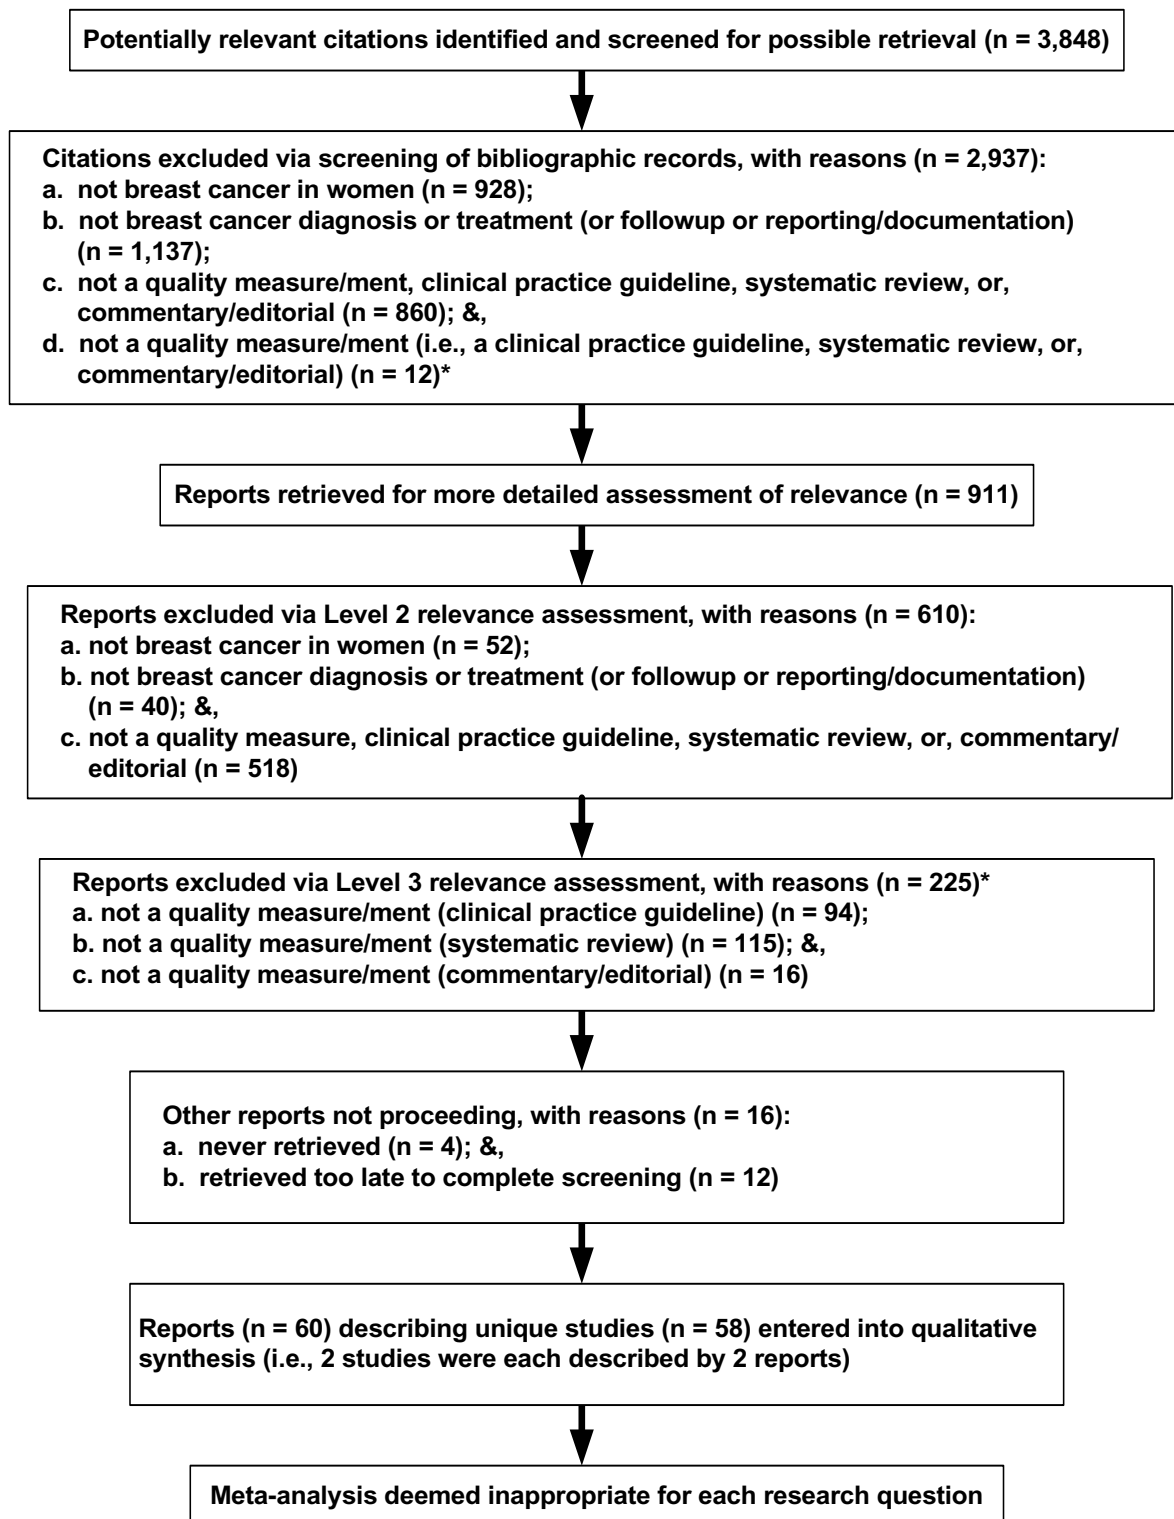 Potentially relevant citations identified and screened for possible retrieval (n = 3,848)
Citations excluded via screening of bibliographic records, with reasons (n = 2,937):
a. not breast cancer in women (n = 928);
b. not breast cancer diagnosis or treatment (or followup or reporting/documentation)
(n = 1,137);
c. not a quality measure/ment, clinical practice guideline, systematic review, or,
commentary/editorial (n = 860); &,
d. not a quality measure/ment (i.e., a clinical practice guideline, systematic review, or,
commentary/editorial) (n = 12)*
Reports retrieved for more detailed assessment of relevance (n = 911)
Reports excluded via Level 2 relevance assessment, with reasons (n = 610):
a. not breast cancer in women (n = 52);
b. not breast cancer diagnosis or treatment (or followup or reporting/documentation)
(n = 40); &,
c. not a quality measure, clinical practice guideline, systematic review, or, commentary/
editorial (n = 518)
Reports excluded via Level 3 relevance assessment, with reasons (n = 225)*
a. not a quality measure/ment (clinical practice guideline) (n = 94);
b. not a quality measure/ment (systematic review) (n = 115); &,
c. not a quality measure/ment (commentary/editorial) (n = 16)
Other reports not proceeding, with reasons (n = 16):
a. never retrieved (n = 4); &,
b. retrieved too late to complete screening (n = 12)
Reports (n = 60) describing unique studies (n = 58) entered into qualitative
synthesis (i.e., 2 studies were each described by 2 reports)
Meta-analysis deemed inappropriate for each research question